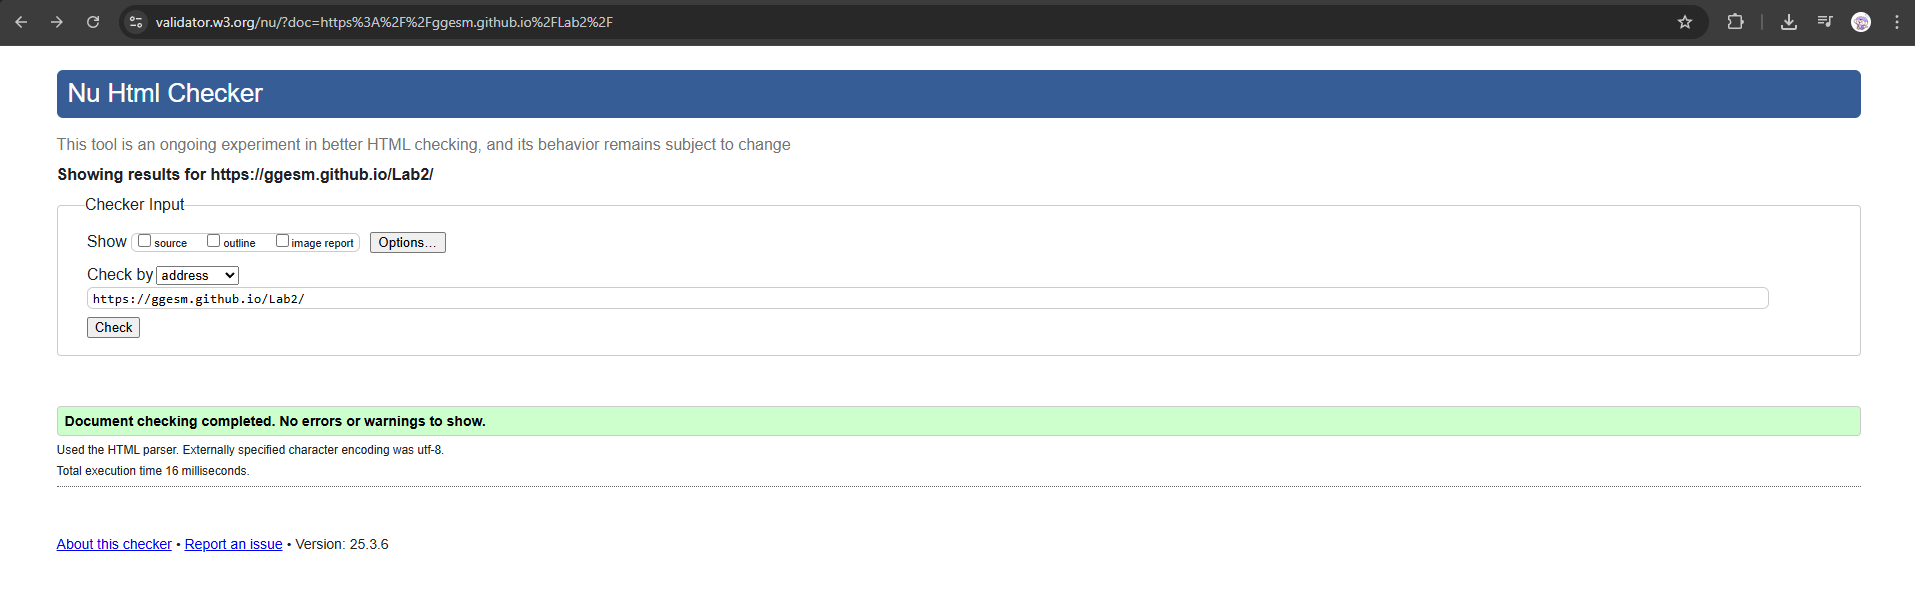 validator.w3.org/nu/?doc=https%3A%2F%2Fggesm.github.io%2FLab2%2F
Nu Html Checker
This tool is an ongoing experiment in better HTML checking, and its behavior remains subject to change
Showing results for https://ggesm.github.io/Lab2/
Checker Input
Show source outline image report Options...
Check by address
https://ggesm.github.io/Lab2/
Check
Document checking completed. No errors or warnings to show.
Used the HTML parser. Externally specified character encoding was utf-8.
Total execution time 16 milliseconds.
About this checker • Report an issue • Version: 25.3.6